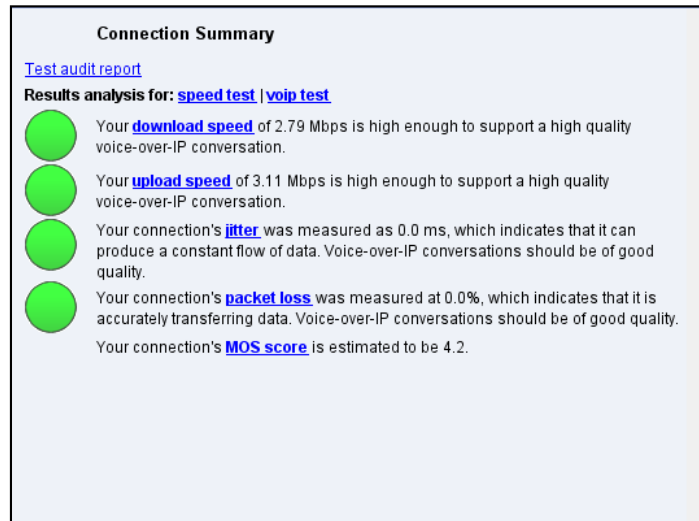 Connection Summary
Test audit report
Results analysis for: speed test | voip test
Your download speed of 2.79 Mbps is high enough to support a high quality
voice-over-IP conversation.
Your upload speed of 3.11 Mbps is high enough to support a high quality
voice-over-IP conversation.
Your connection's jitter was measured as 0.0 ms, which indicates that it can
produce a constant flow of data. Voice-over-IP conversations should be of good
quality.
Your connection's packet loss was measured at 0.0%, which indicates that it is
accurately transferring data. Voice-over-IP conversations should be of good quality.
Your connection's MOS score is estimated to be 4.2.